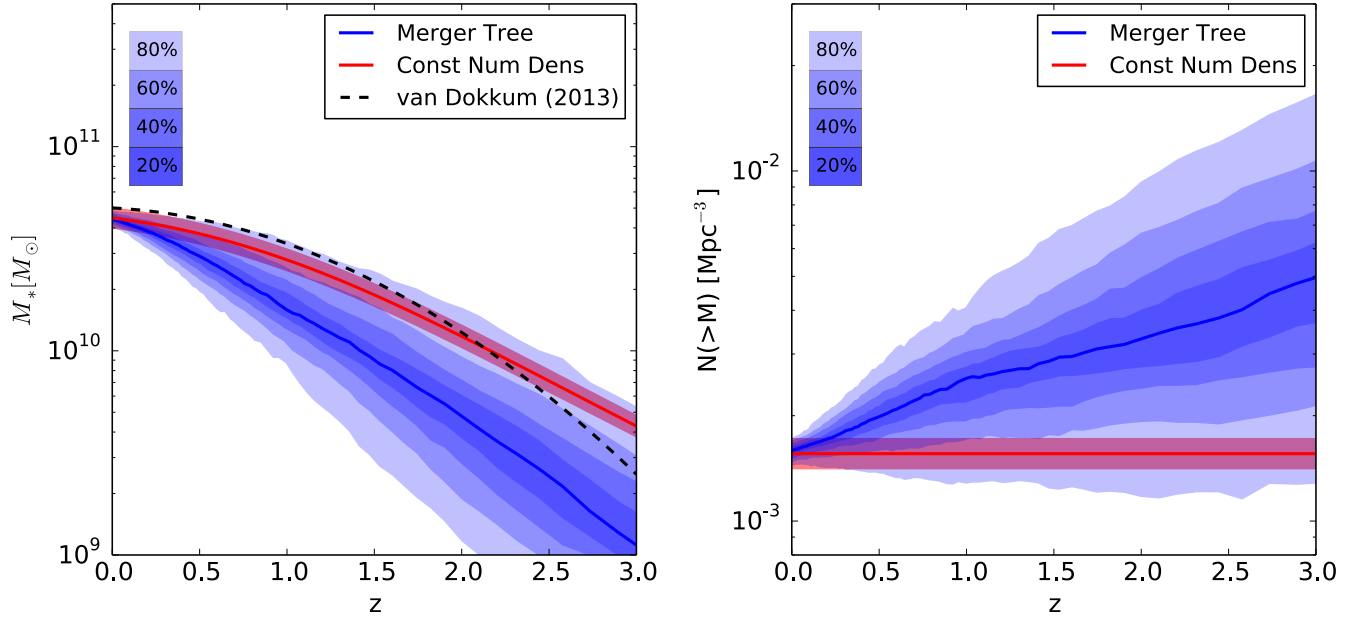 Merger Tree
Const Num Dens
van Dokkum (2013)
80%
60%
40%
20%
10^11
10^10
10^9
M_*[M_⊙]
0.0 0.5 1.0 1.5 2.0 2.5 3.0
z
Merger Tree
Const Num Dens
80%
60%
40%
20%
10^-2
10^-3
N(>M) [Mpc^-3]
0.0 0.5 1.0 1.5 2.0 2.5 3.0
z